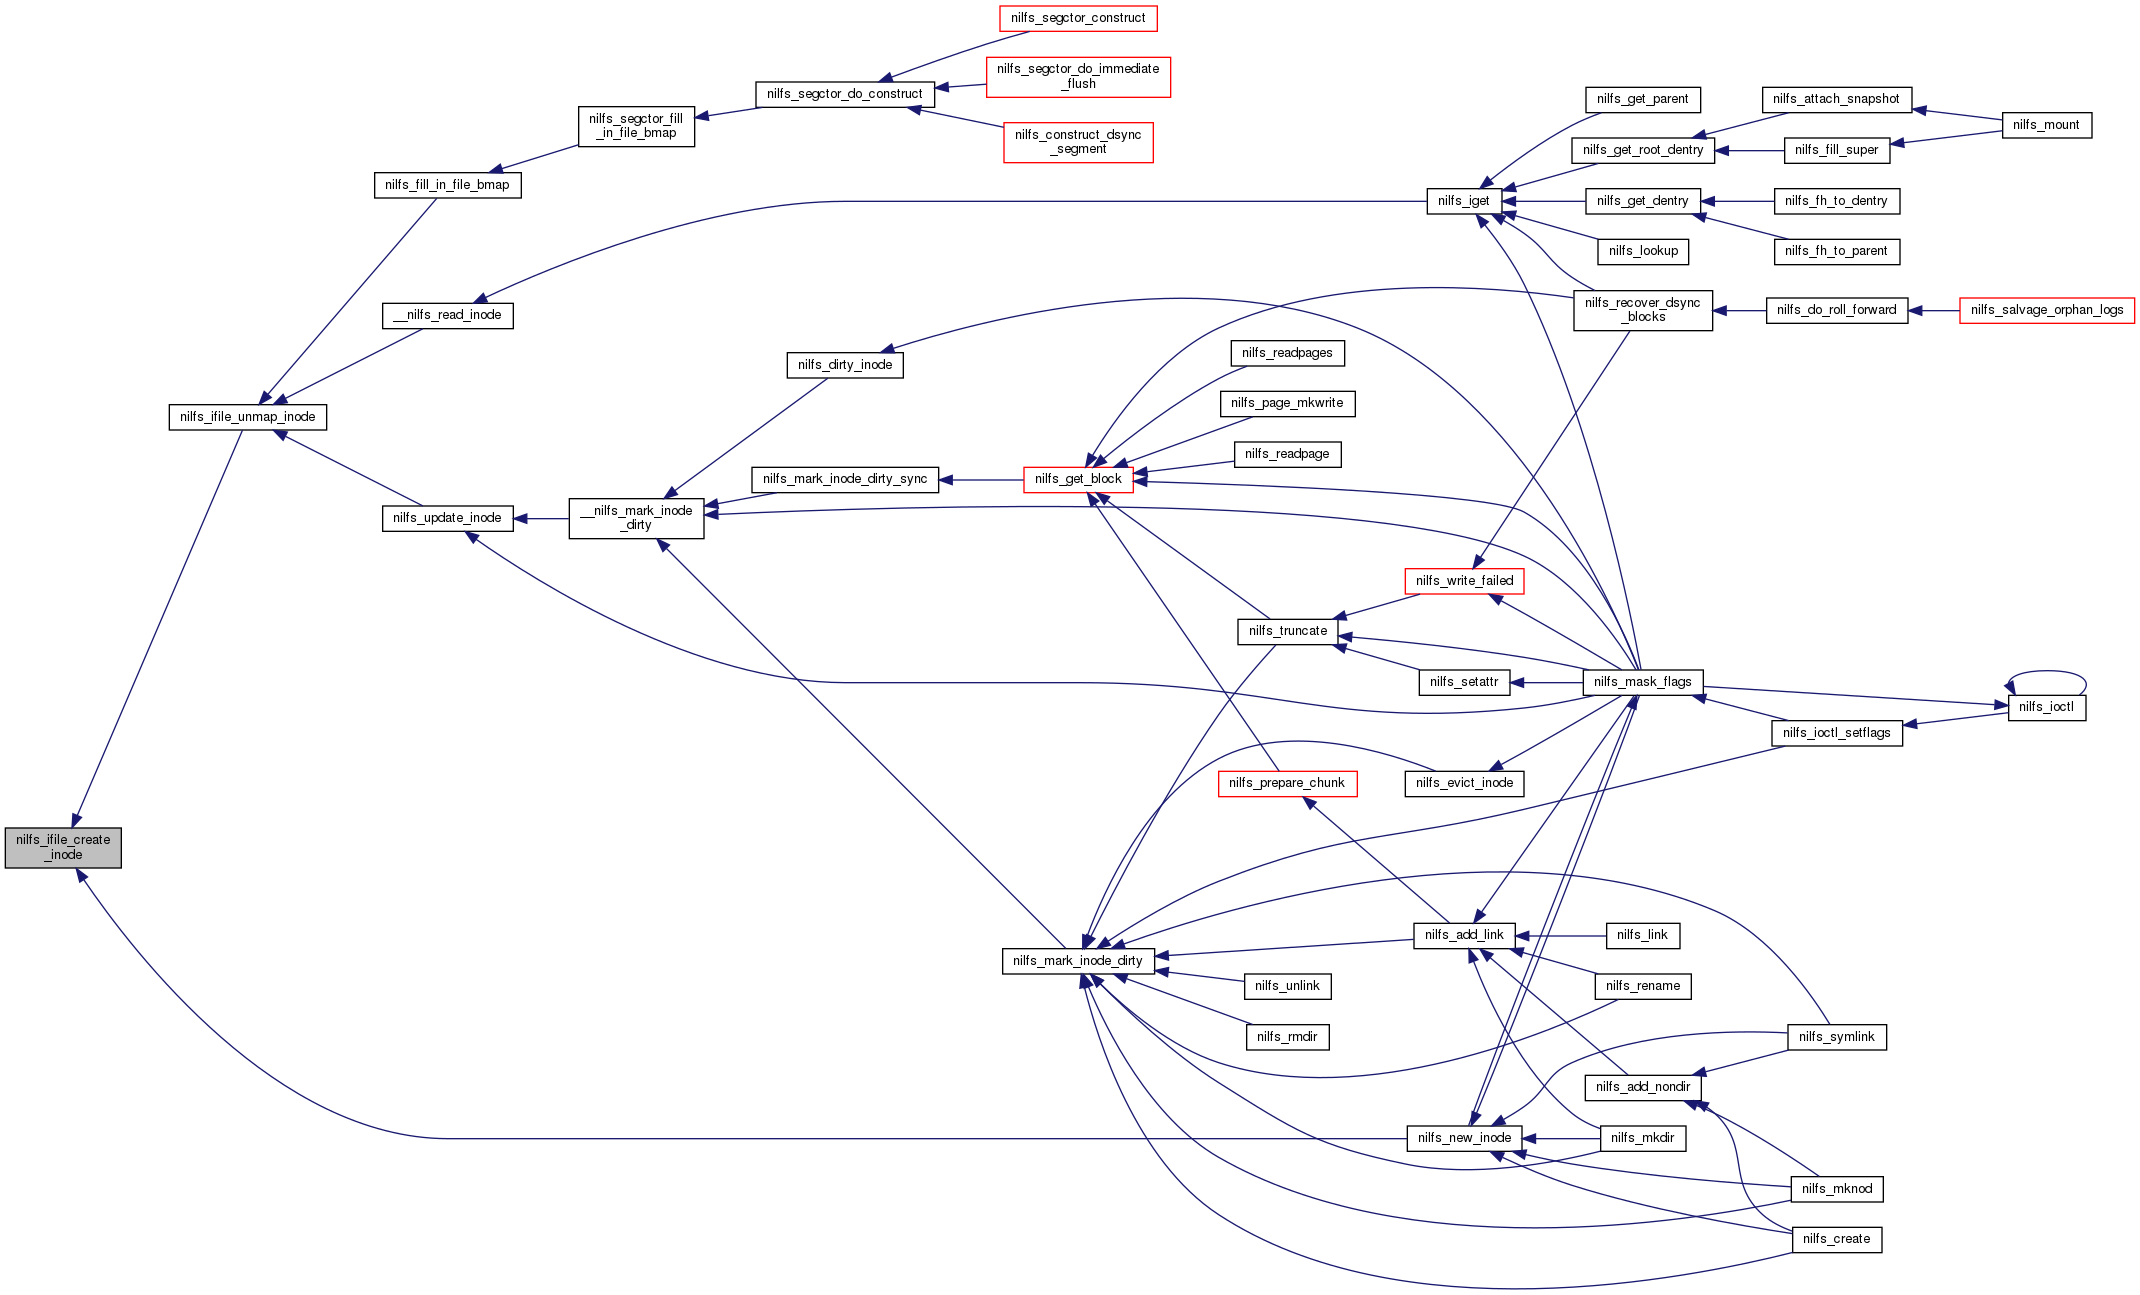 nilfs_segctor_construct
nilfs_segctor_do_immediate
_flush
nilfs_segctor_do_construct
nilfs_get_parent
nilfs_attach_snapshot
nilfs_segctor_fill
_in_file_bmap
nilfs_mount
nilfs_construct_dsync
_segment
nilfs_get_root_dentry
nilfs_fill_super
nilfs_fill_in_file_bmap
nilfs_iget
nilfs_get_dentry
nilfs_fh_to_dentry
nilfs_lookup
nilfs_fh_to_parent
__nilfs_read_inode
nilfs_recover_dsync
_blocks
nilfs_do_roll_forward
nilfs_salvage_orphan_logs
nilfs_dirty_inode
nilfs_readpages
nilfs_page_mkwrite
nilfs_ifile_unmap_inode
nilfs_readpage
nilfs_mark_inode_dirty_sync
nilfs_get_block
nilfs_update_inode
__nilfs_mark_inode
_dirty
nilfs_write_failed
nilfs_truncate
nilfs_setattr
nilfs_mask_flags
nilfs_ioctl
nilfs_ioctl_setflags
nilfs_prepare_chunk
nilfs_evict_inode
nilfs_ifile_create
_inode
nilfs_add_link
nilfs_link
nilfs_mark_inode_dirty
nilfs_unlink
nilfs_rename
nilfs_rmdir
nilfs_symlink
nilfs_add_nondir
nilfs_new_inode
nilfs_mkdir
nilfs_mknod
nilfs_create